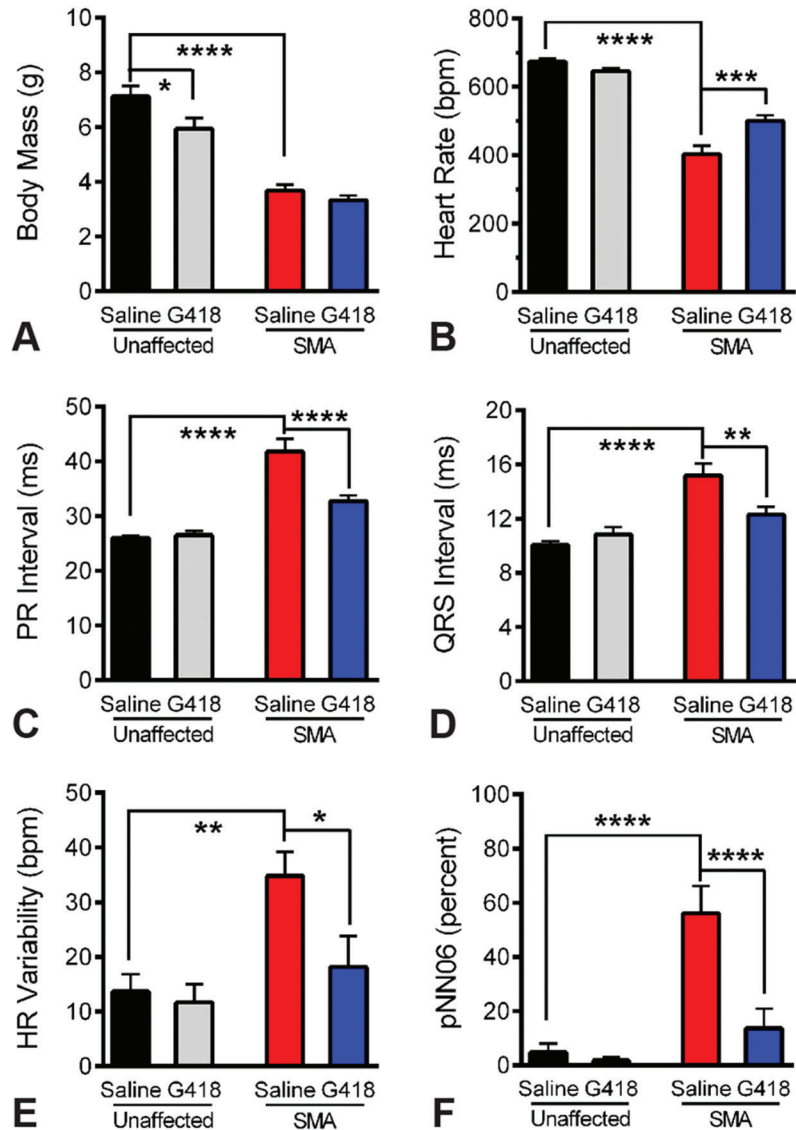 10
8
6
4
2
0
Body Mass (g)
****
*
Saline G418 Saline G418
Unaffected SMA
A
800
600
400
200
0
Heart Rate (bpm)
****
***
Saline G418 Saline G418
Unaffected SMA
B
50
40
30
20
10
0
PR Interval (ms)
****
****
Saline G418 Saline G418
Unaffected SMA
C
20
16
12
8
4
0
QRS Interval (ms)
****
**
Saline G418 Saline G418
Unaffected SMA
D
50
40
30
20
10
0
HR Variability (bpm)
**
*
Saline G418 Saline G418
Unaffected SMA
E
100
80
60
40
20
0
pNN06 (percent)
****
****
Saline G418 Saline G418
Unaffected SMA
F